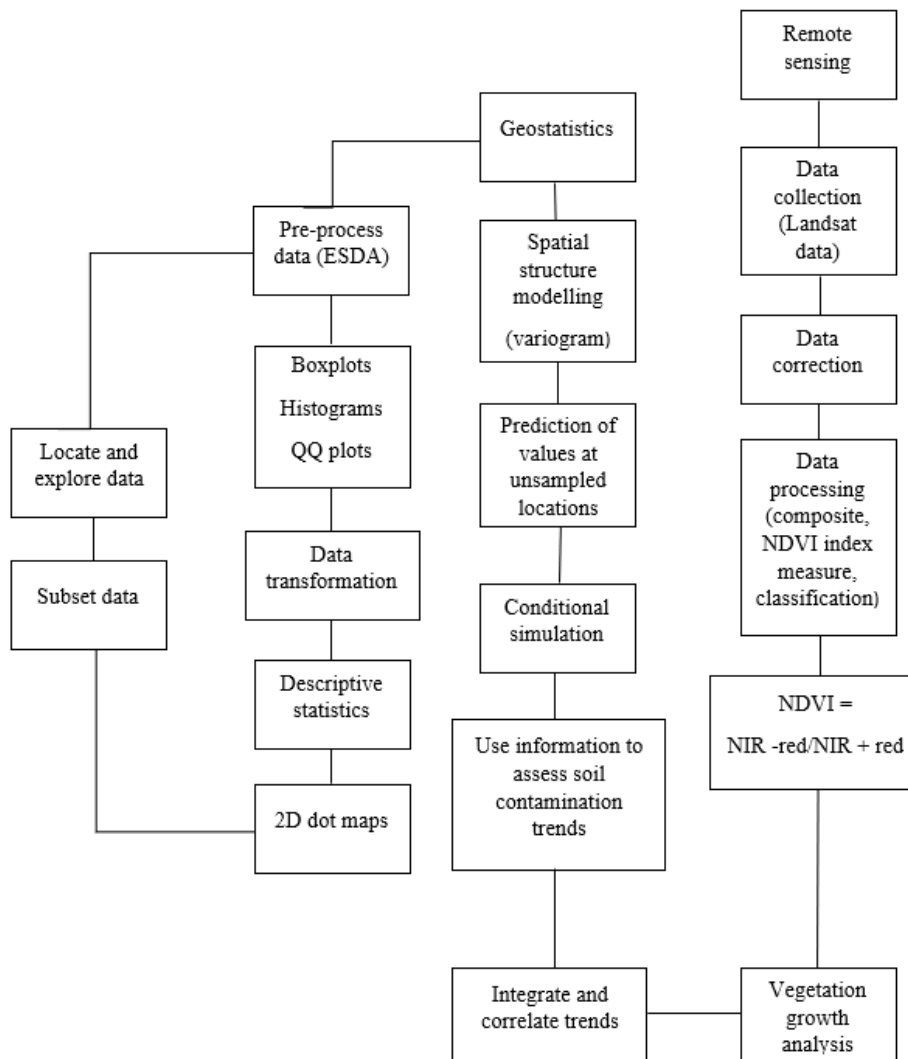 Remote
sensing
Geostatistics
Data
collection
(Landsat
data)
Pre-process
data (ESDA)
Spatial
structure
modelling
(variogram)
Data
correction
Boxplots
Histograms
QQ plots
Locate and
explore data
Prediction of
values at
unsampled
locations
Data
processing
(composite,
NDVI index
measure,
classification)
Data
transformation
Subset data
Conditional
simulation
Descriptive
statistics
NDVI =
NIR -red/NIR + red
Use information to
assess soil
contamination
trends
2D dot maps
Integrate and
correlate trends
Vegetation
growth
analysis